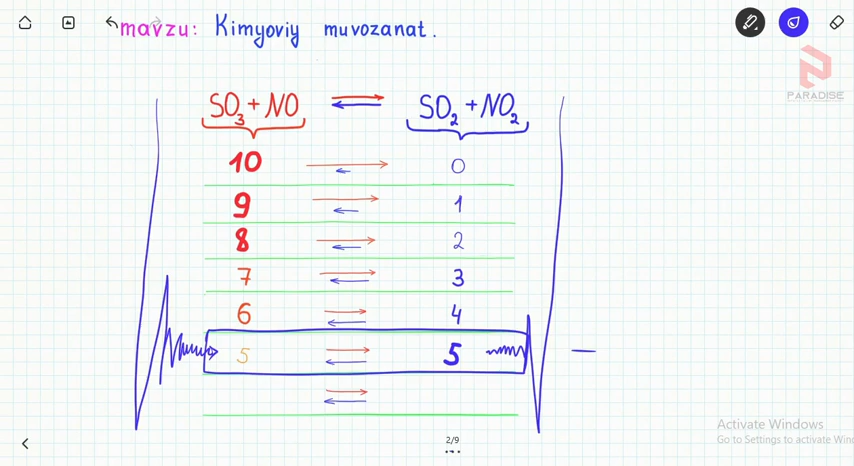 mavzu: Kimyoviy muvozanat.
PARADISE
SO₃ + NO ⇄ SO₂ + NO₂
10 0
9 1
8 2
7 3
6 4
5 5
2/9
Activate Windows
Go to Settings to activate Win